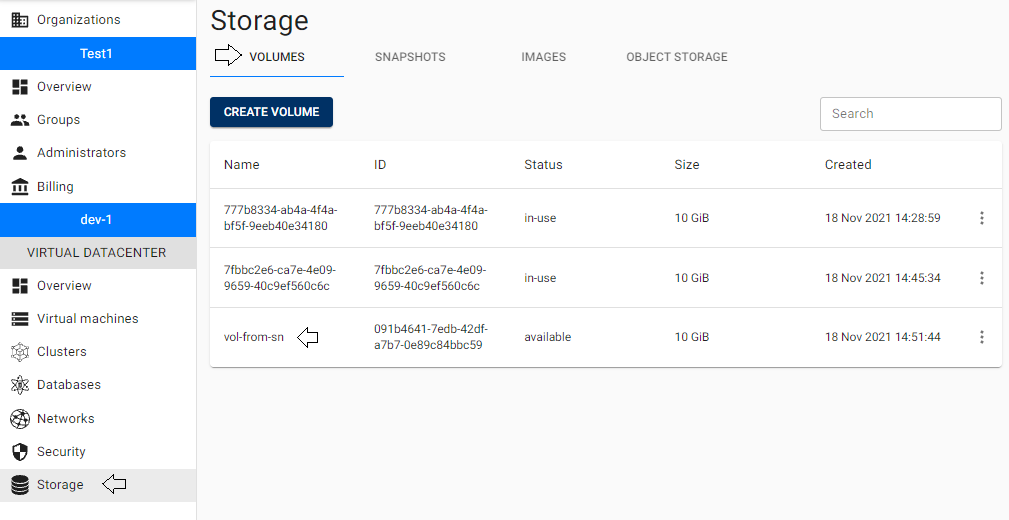 Organizations
Test1
Overview
Groups
Administrators
Billing
dev-1
VIRTUAL DATACENTER
Overview
Virtual machines
Clusters
Databases
Networks
Security
Storage
Storage
VOLUMES SNAPSHOTS IMAGES OBJECT STORAGE
CREATE VOLUME
Search
Name ID Status Size Created
777b8334-ab4a-4f4a- 777b8334-ab4a-4f4a-
bf5f-9eeb40e34180 bf5f-9eeb40e34180 in-use 10 GiB 18 Nov 2021 14:28:59
7fbbc2e6-ca7e-4e09- 7fbbc2e6-ca7e-4e09-
9659-40c9ef560c6c 9659-40c9ef560c6c in-use 10 GiB 18 Nov 2021 14:45:34
vol-from-sn 091b4641-7edb-42df- available 10 GiB 18 Nov 2021 14:51:44
a7b7-0e89c84bbc59